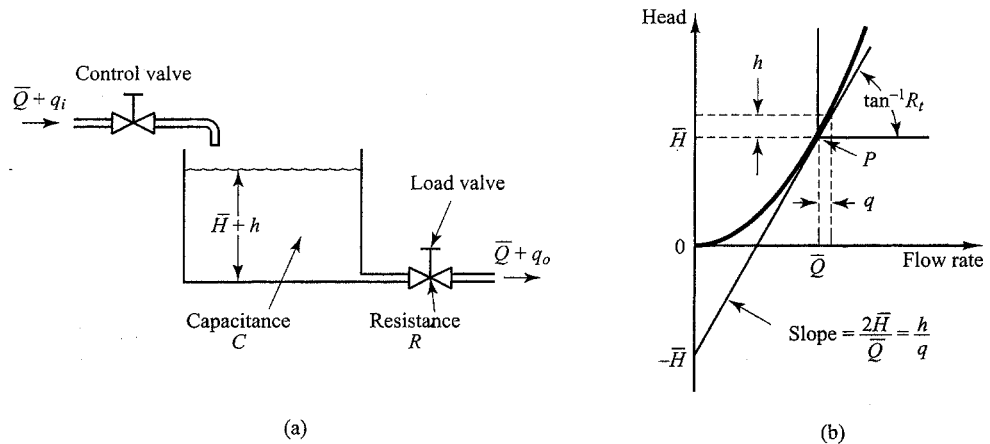 Control valve
Q̄ + qᵢ
H̄ + h
Load valve
Q̄ + qₒ
Capacitance
C
Resistance
R
(a)
Head
h
tan⁻¹Rₜ
H̄
P
q
0
Q̄
Flow rate
Slope = 2H̄/Q̄ = h/q
–H̄
(b)